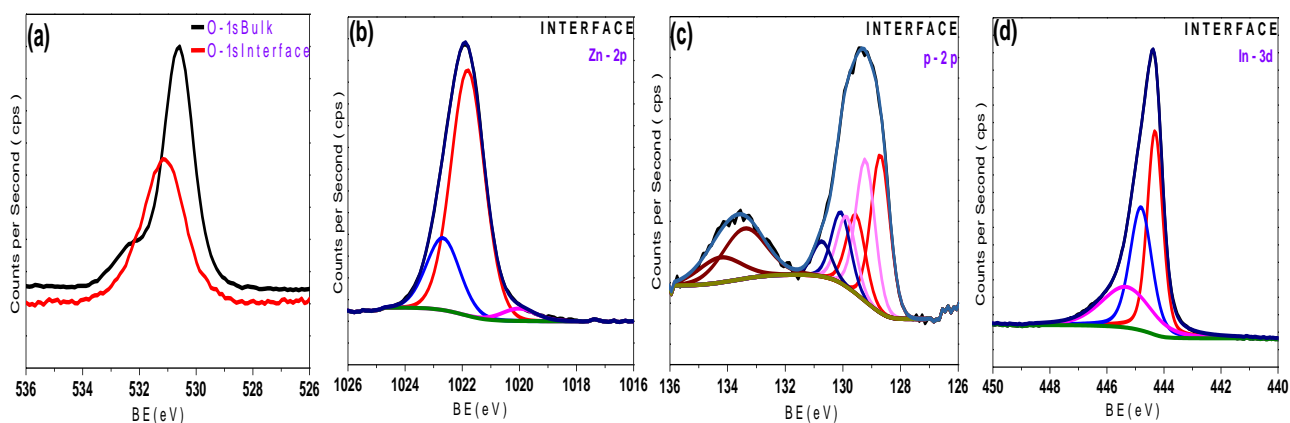 (a)
O-1sBulk
O-1sInterface
Counts per Second ( cps )
536 534 532 530 528 526
BE(eV)
(b)
INTERFACE
Zn-2p
Counts per Second ( cps )
1026 1024 1022 1020 1018 1016
BE(eV)
(c)
INTERFACE
p-2p
Counts per Second ( cps )
136 134 132 130 128 126
BE(eV)
(d)
INTERFACE
In-3d
Counts per Second ( cps )
450 448 446 444 442 440
BE(eV)